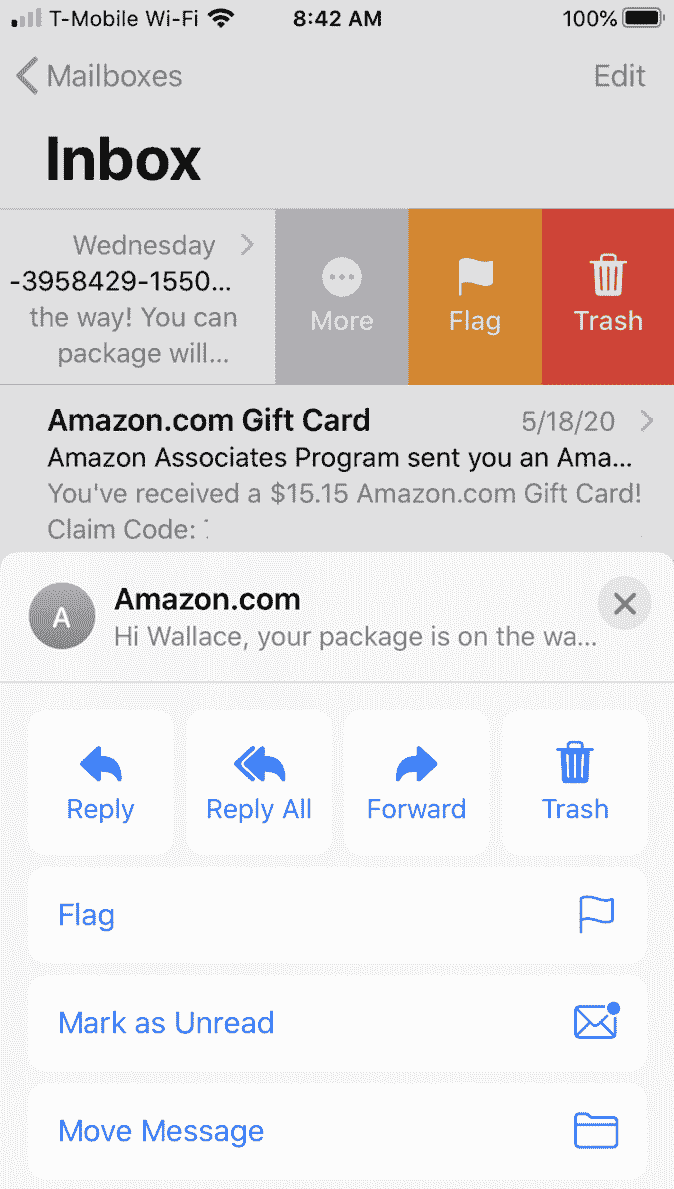 T-Mobile Wi-Fi 8:42 AM 100%
Mailboxes Edit
Inbox
Wednesday
-3958429-1550...
the way! You can
package will...
More Flag Trash
Amazon.com Gift Card 5/18/20
Amazon Associates Program sent you an Ama...
You've received a $15.15 Amazon.com Gift Card!
Claim Code:
A
Amazon.com
Hi Wallace, your package is on the wa...
Reply Reply All Forward Trash
Flag
Mark as Unread
Move Message